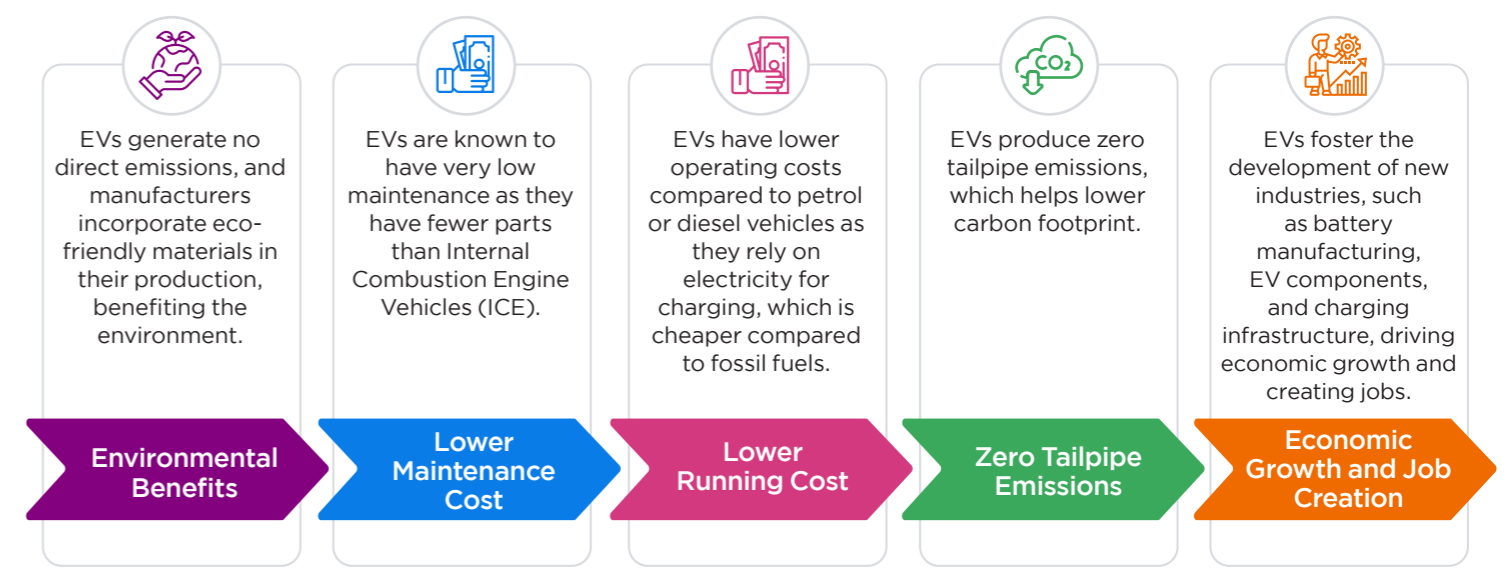 EVs generate no
direct emissions, and
manufacturers
incorporate eco-
friendly materials in
their production,
benefiting the
environment.
Environmental
Benefits
EVs are known to
have very low
maintenance as they
have fewer parts
than Internal
Combustion Engine
Vehicles (ICE).
Lower
Maintenance
Cost
EVs have lower
operating costs
compared to petrol
or diesel vehicles as
they rely on
electricity for
charging, which is
cheaper compared
to fossil fuels.
Lower
Running Cost
CO₂
EVs produce zero
tailpipe emissions,
which helps lower
carbon footprint.
Zero Tailpipe
Emissions
EVs foster the
development of new
industries, such
as battery
manufacturing,
EV components,
and charging
infrastructure, driving
economic growth and
creating jobs.
Economic
Growth and Job
Creation